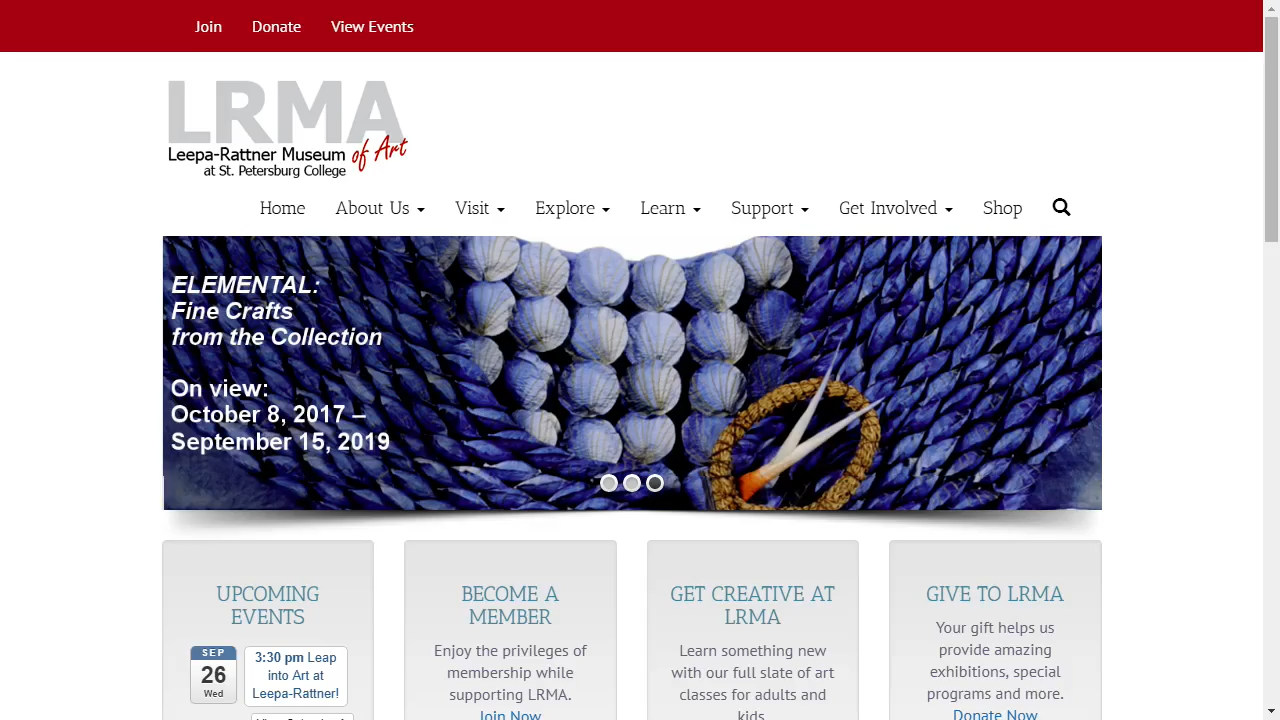 Join Donate View Events
LRMA
Leepa-Rattner Museum of Art
at St. Petersburg College
Home About Us Visit Explore Learn Support Get Involved Shop
ELEMENTAL:
Fine Crafts
from the Collection
On view:
October 8, 2017 –
September 15, 2019
UPCOMING
EVENTS
SEP
26
Wed
3:30 pm Leap
into Art at
Leepa-Rattner!
BECOME A
MEMBER
Enjoy the privileges of
membership while
supporting LRMA.
Join Now
GET CREATIVE AT
LRMA
Learn something new
with our full slate of art
classes for adults and
kids.
GIVE TO LRMA
Your gift helps us
provide amazing
exhibitions, special
programs and more.
Donate Now